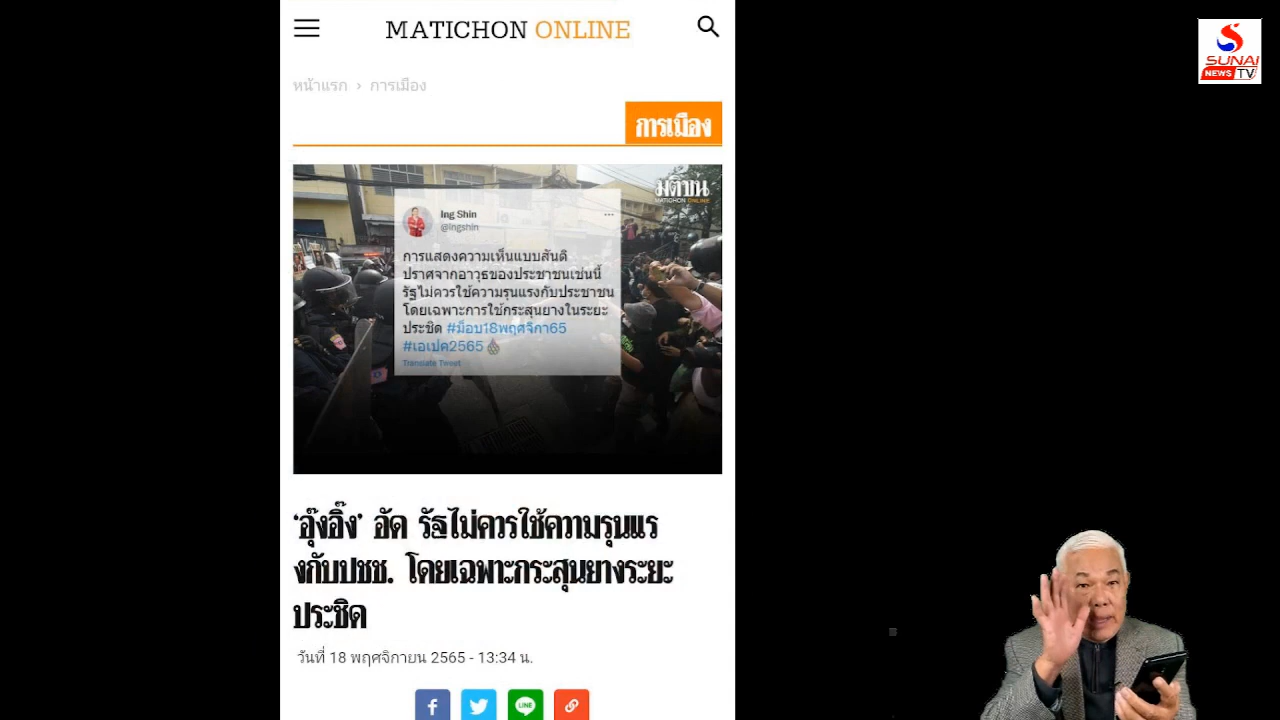 MATICHON ONLINE
SUNAI
NEWS TV
หน้าแรก › การเมือง
การเมือง
มติชน
MATICHON ONLINE
Ing Shin
@ingshin
การแสดงความเห็นแบบสันติ
ปราศจากอาวุธของประชาชนเช่นนี้
รัฐไม่ควรใช้ความรุนแรงกับประชาชน
โดยเฉพาะการใช้กระสุนยางในระยะ
ประชิด #ม็อบ18พฤศจิกา65
#เอเปค2565
Translate Tweet
‘อุ๊งอิ๊ง’ อัด รัฐไม่ควรใช้ความรุนแร
งกับปชช. โดยเฉพาะกระสุนยางระยะ
ประชิด
วันที่ 18 พฤศจิกายน 2565 - 13:34 น.
LINE